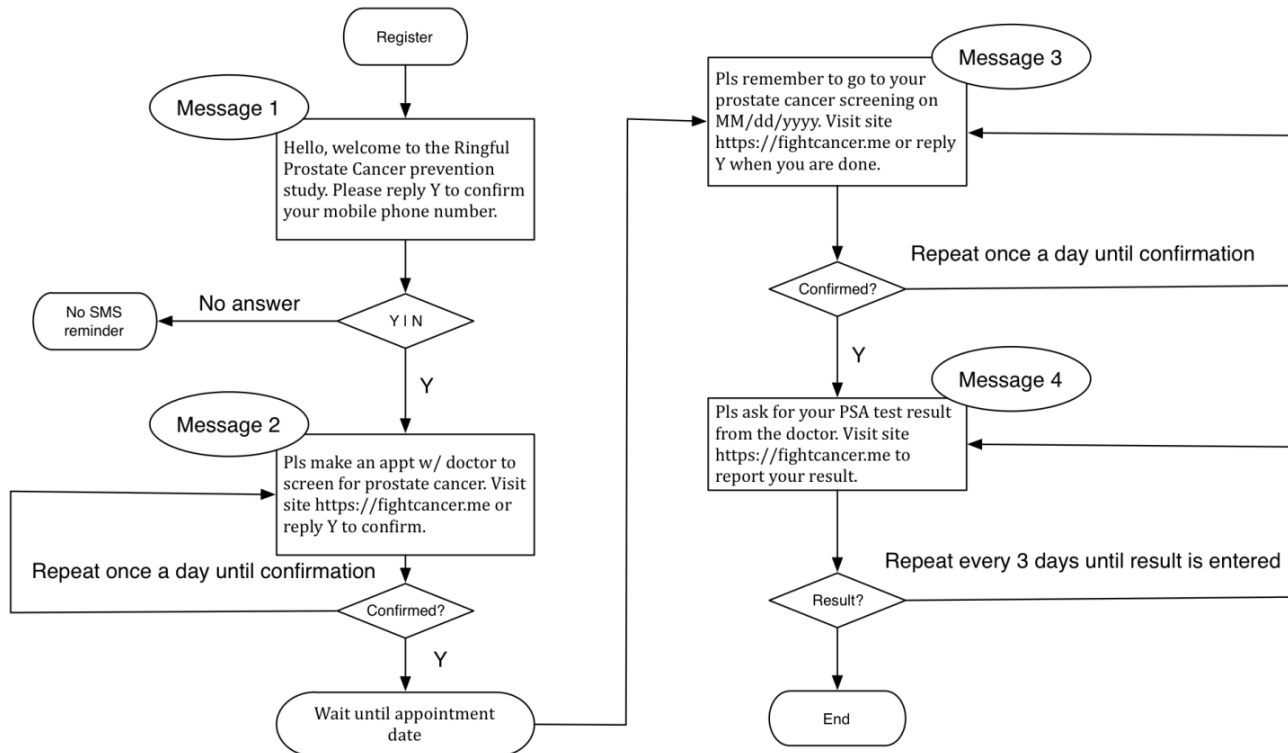 Register
Message 1
Hello, welcome to the Ringful
Prostate Cancer prevention
study. Please reply Y to confirm
your mobile phone number.
No SMS
reminder
No answer
Y I N
Y
Message 2
Pls make an appt w/ doctor to
screen for prostate cancer. Visit
site https://fightcancer.me or
reply Y to confirm.
Repeat once a day until confirmation
Confirmed?
Y
Wait until appointment
date
Message 3
Pls remember to go to your
prostate cancer screening on
MM/dd/yyyy. Visit site
https://fightcancer.me or reply
Y when you are done.
Repeat once a day until confirmation
Confirmed?
Y
Message 4
Pls ask for your PSA test result
from the doctor. Visit site
https://fightcancer.me to
report your result.
Repeat every 3 days until result is entered
Result?
End